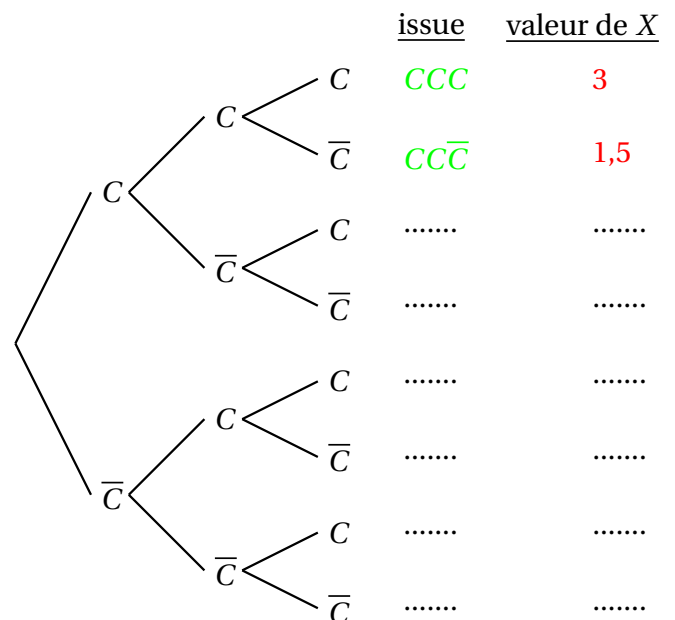 issue valeur de X
C CCC 3
C
C̅ CCC̅ 1,5
C
C ....... .......
C̅
C̅ ....... .......
C ....... .......
C
C̅ ....... .......
C̅
C ....... .......
C̅
C̅ ....... .......